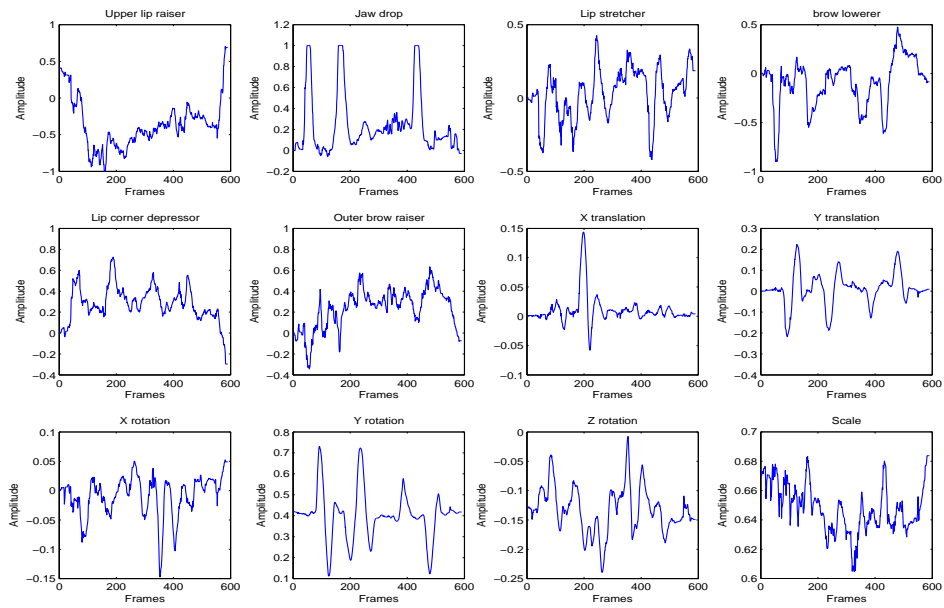 Upper lip raiser
Jaw drop
Lip stretcher
brow lowerer
1
0.5
0
−0.5
−1
Amplitude
0 200 400 600
Frames
1.2
1
0.8
0.6
0.4
0.2
0
−0.2
Amplitude
0 200 400 600
Frames
0.5
0
−0.5
Amplitude
0 200 400 600
Frames
0.5
0
−0.5
−1
Amplitude
0 200 400 600
Frames
Lip corner depressor
Outer brow raiser
X translation
Y translation
1
0.8
0.6
0.4
0.2
0
−0.2
−0.4
Amplitude
0 200 400 600
Frames
1
0.8
0.6
0.4
0.2
0
−0.2
−0.4
Amplitude
0 200 400 600
Frames
0.15
0.1
0.05
0
−0.05
−0.1
Amplitude
0 200 400 600
Frames
0.3
0.2
0.1
0
−0.1
−0.2
−0.3
−0.4
Amplitude
0 200 400 600
Frames
X rotation
Y rotation
Z rotation
Scale
0.1
0.05
0
−0.05
−0.1
−0.15
Amplitude
0 200 400 600
Frames
0.8
0.7
0.6
0.5
0.4
0.3
0.2
0.1
Amplitude
0 200 400 600
Frames
−0
−0.05
−0.1
−0.15
−0.2
−0.25
Amplitude
0 200 400 600
Frames
0.7
0.68
0.66
0.64
0.62
0.6
Amplitude
0 200 400 600
Frames